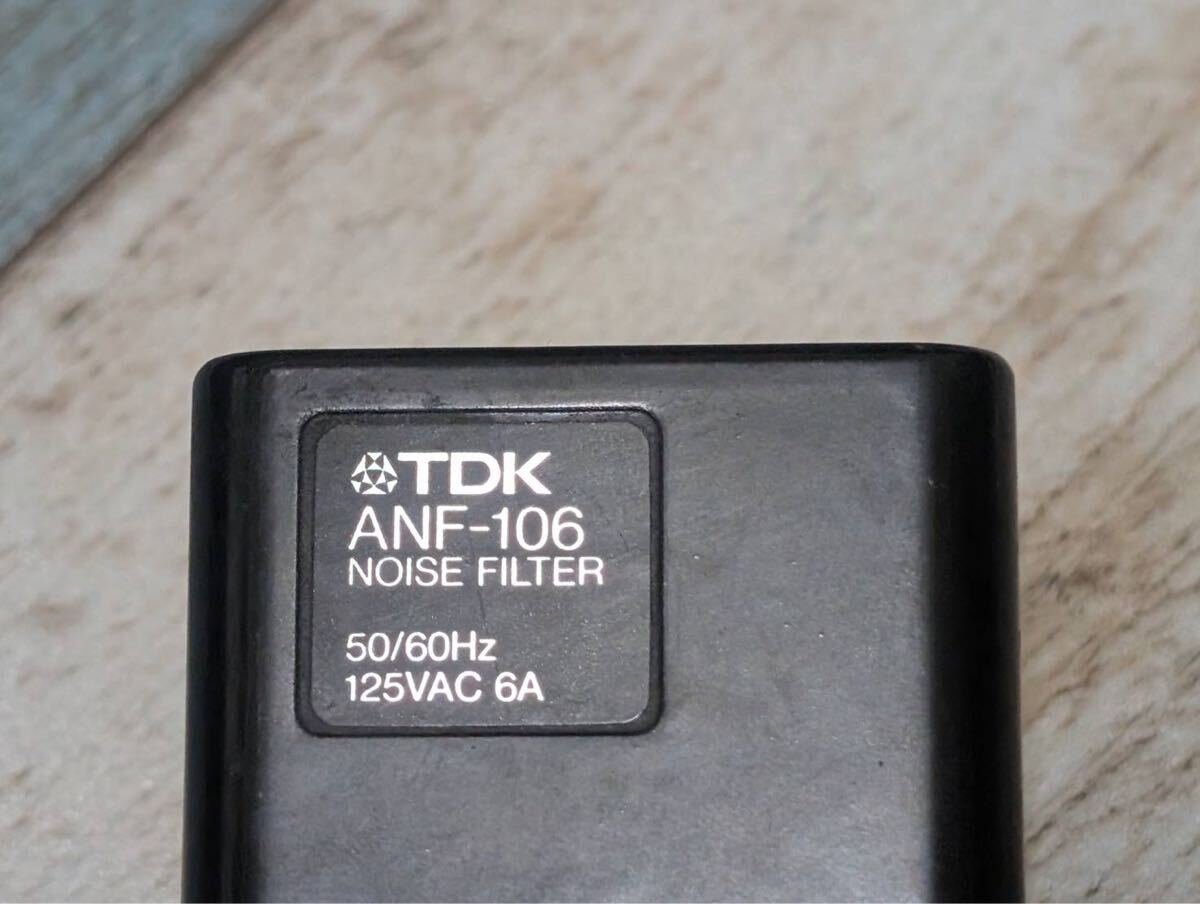 TDK
ANF-106
NOISE FILTER
50/60Hz
125VAC 6A